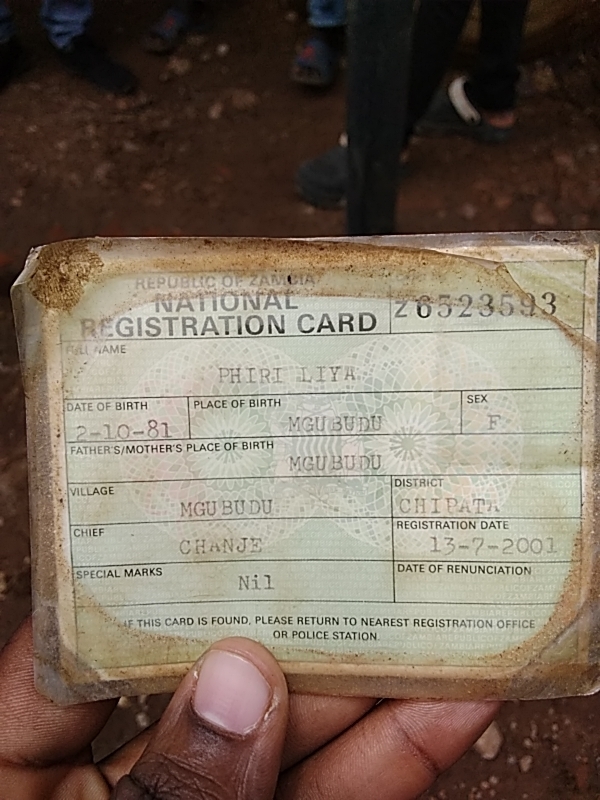 REPUBLIC OF ZAMBIA
NATIONAL
REGISTRATION CARD
Z6523593
FULL NAME
PHIRI LIYA
DATE OF BIRTH
2-10-81
PLACE OF BIRTH
MGUBUDU
SEX
F
FATHER'S/MOTHER'S PLACE OF BIRTH
MGUBUDU
VILLAGE
MGUBUDU
DISTRICT
CHIPATA
CHIEF
CHANJE
REGISTRATION DATE
13-7-2001
SPECIAL MARKS
Nil
DATE OF RENUNCIATION
IF THIS CARD IS FOUND, PLEASE RETURN TO NEAREST REGISTRATION OFFICE
OR POLICE STATION.